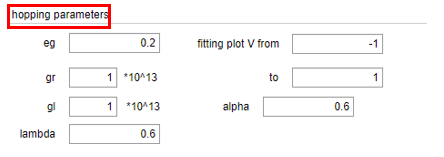 hopping parameters
eg 0.2 fitting plot V from -1
gr 1 *10^13 to 1
gl 1 *10^13 alpha 0.6
lambda 0.6